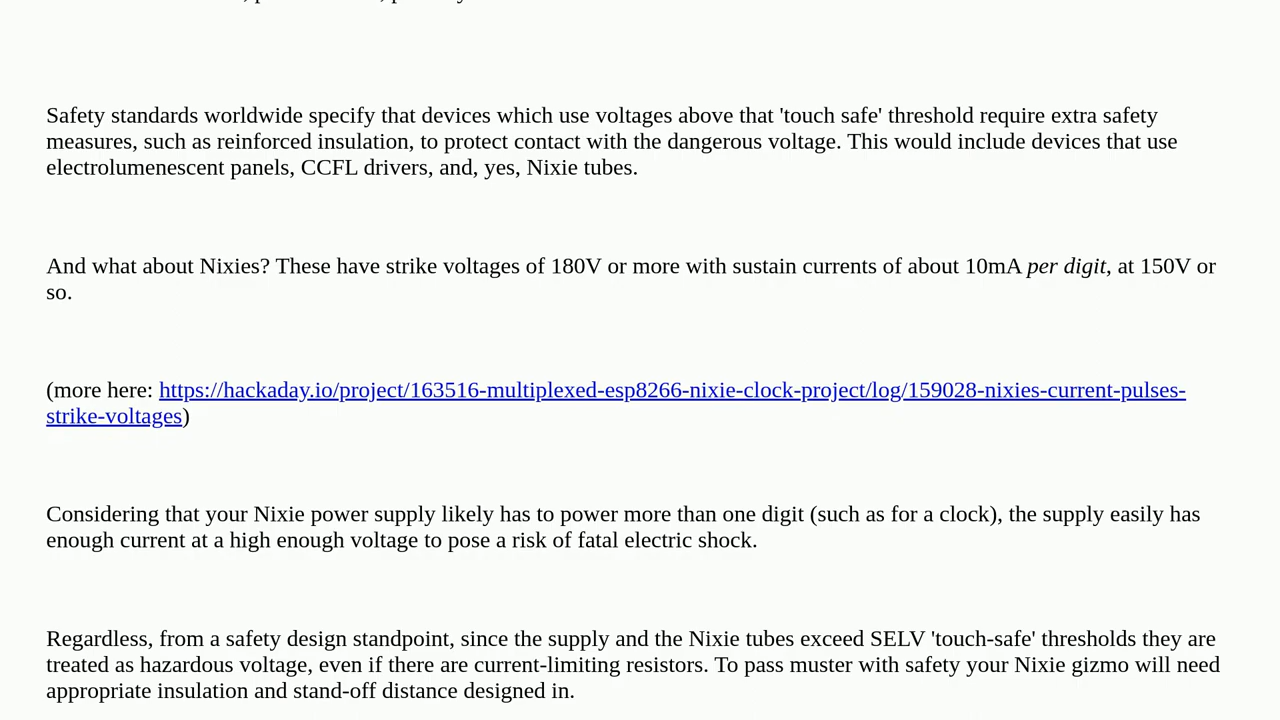 Safety standards worldwide specify that devices which use voltages above that 'touch safe' threshold require extra safety
measures, such as reinforced insulation, to protect contact with the dangerous voltage. This would include devices that use
electrolumenescent panels, CCFL drivers, and, yes, Nixie tubes.
And what about Nixies? These have strike voltages of 180V or more with sustain currents of about 10mA per digit, at 150V or
so.
(more here: https://hackaday.io/project/163516-multiplexed-esp8266-nixie-clock-project/log/159028-nixies-current-pulses-
strike-voltages)
Considering that your Nixie power supply likely has to power more than one digit (such as for a clock), the supply easily has
enough current at a high enough voltage to pose a risk of fatal electric shock.
Regardless, from a safety design standpoint, since the supply and the Nixie tubes exceed SELV 'touch-safe' thresholds they are
treated as hazardous voltage, even if there are current-limiting resistors. To pass muster with safety your Nixie gizmo will need
appropriate insulation and stand-off distance designed in.